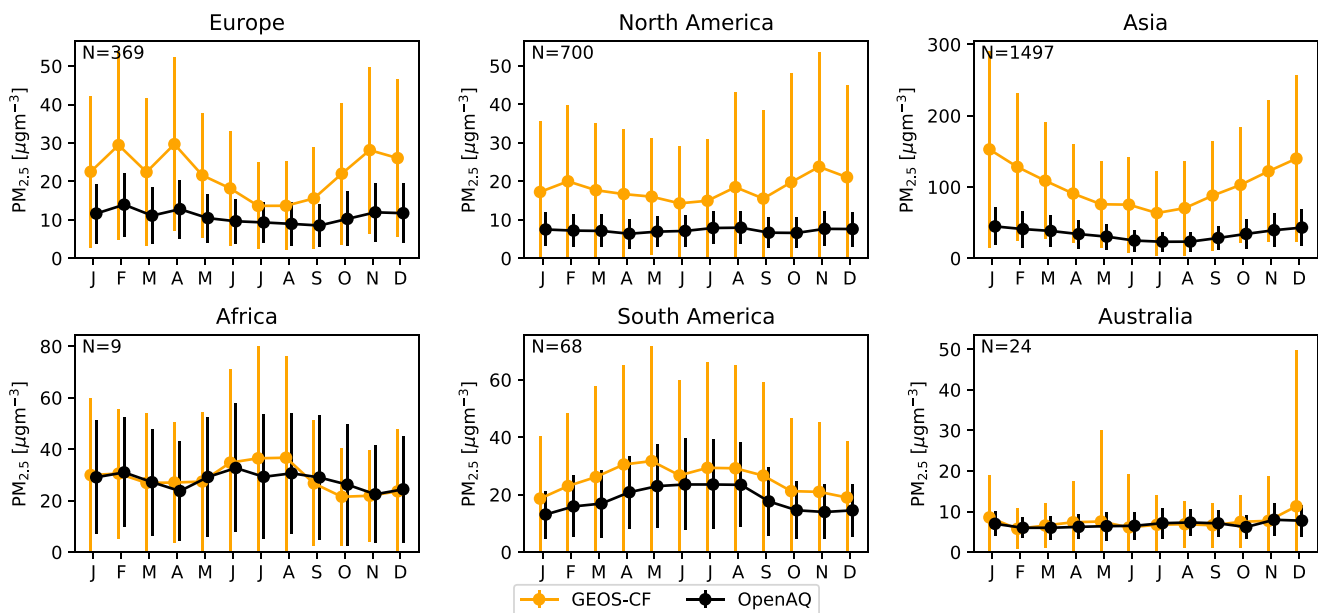 Europe
N=369
PM2.5 [μgm−3]
50
40
30
20
10
0
J F M A M J J A S O N D
North America
N=700
PM2.5 [μgm−3]
50
40
30
20
10
0
J F M A M J J A S O N D
Asia
N=1497
PM2.5 [μgm−3]
300
200
100
0
J F M A M J J A S O N D
Africa
N=9
PM2.5 [μgm−3]
80
60
40
20
0
J F M A M J J A S O N D
South America
N=68
PM2.5 [μgm−3]
60
40
20
0
J F M A M J J A S O N D
Australia
N=24
PM2.5 [μgm−3]
50
40
30
20
10
0
J F M A M J J A S O N D
GEOS-CF OpenAQ